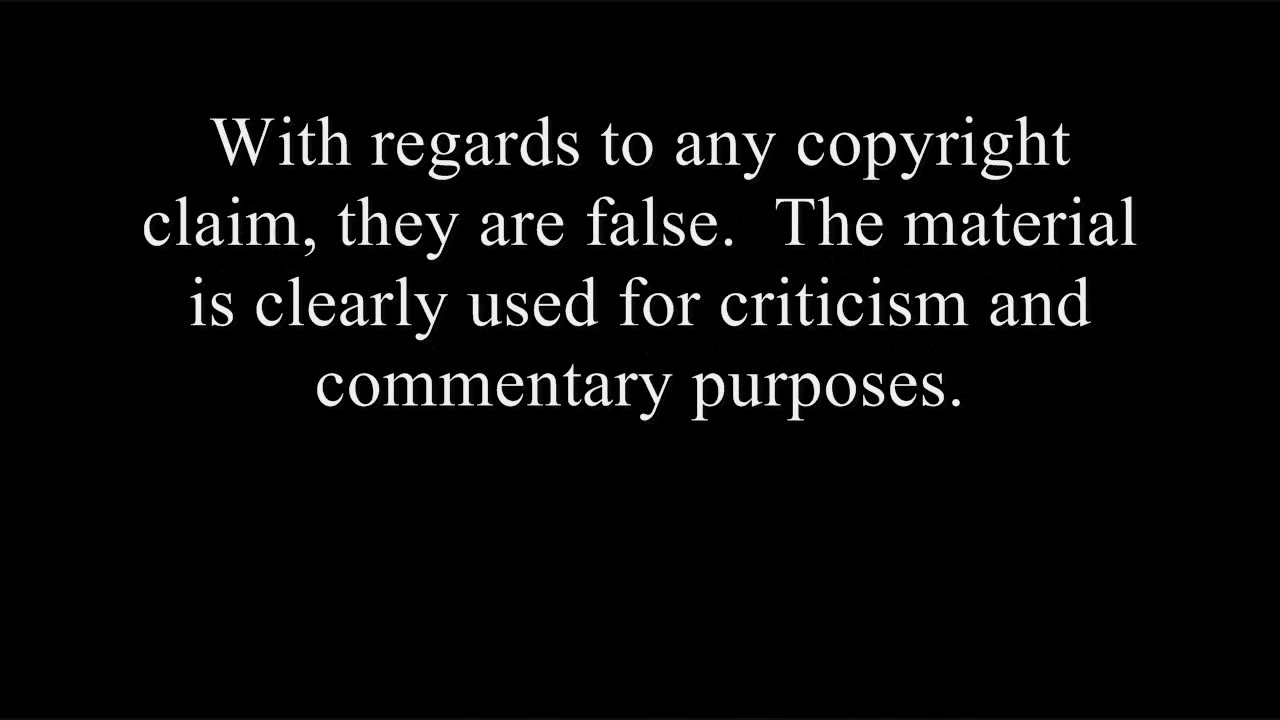 With regards to any copyright
claim, they are false.  The material
is clearly used for criticism and
commentary purposes.